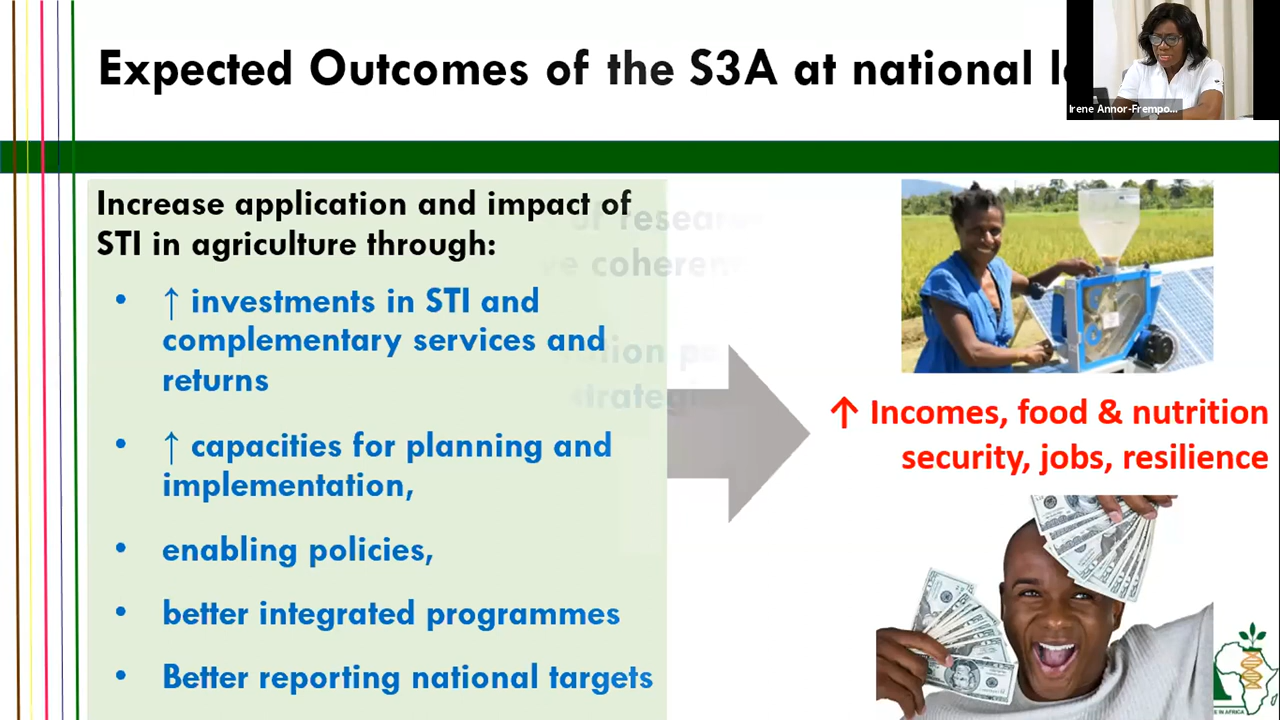 Expected Outcomes of the S3A at national
Irene Annor-Frempo...
Increase application and impact of
STI in agriculture through:
• ↑ investments in STI and
complementary services and
returns
• ↑ capacities for planning and
implementation,
• enabling policies,
• better integrated programmes
• Better reporting national targets
↑ Incomes, food & nutrition
security, jobs, resilience
IN AFRICA